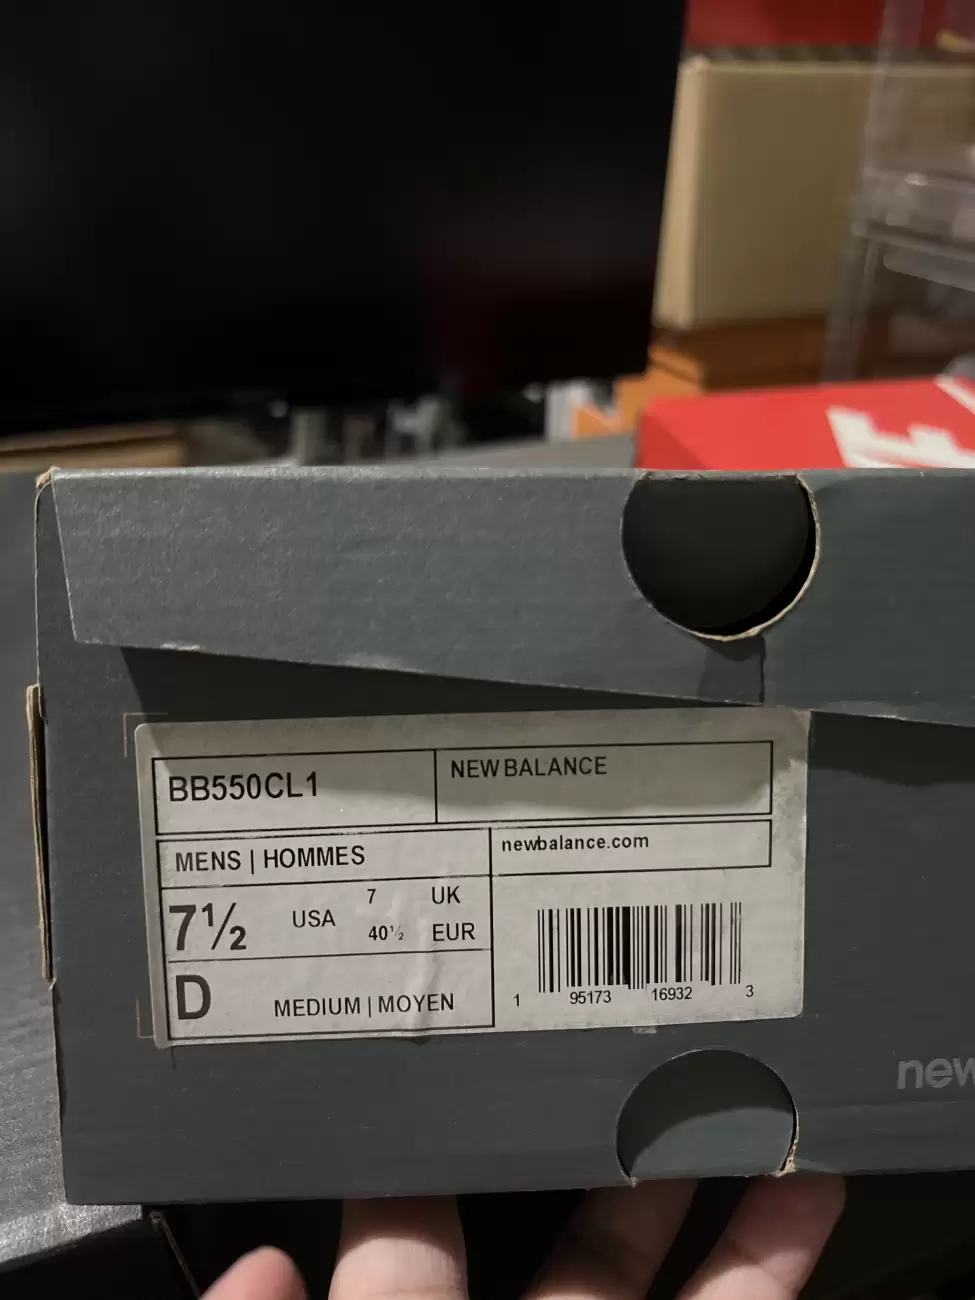 BB550CL1
NEW BALANCE
MENS | HOMMES
newbalance.com
7½ USA 7 UK
40½ EUR
D MEDIUM | MOYEN
1 95173 16932 3
new